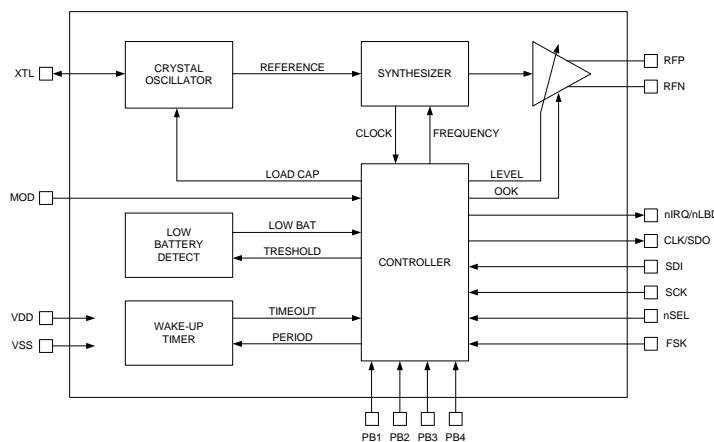 XTL
CRYSTAL
OSCILLATOR
REFERENCE
SYNTHESIZER
RFP
RFN
CLOCK
FREQUENCY
LOAD CAP
LEVEL
OOK
MOD
nIRQ/nLBD
LOW
BATTERY
DETECT
LOW BAT
TRESHOLD
CONTROLLER
CLK/SDO
SDI
SCK
VDD
VSS
WAKE-UP
TIMER
TIMEOUT
PERIOD
nSEL
FSK
PB1
PB2
PB3
PB4